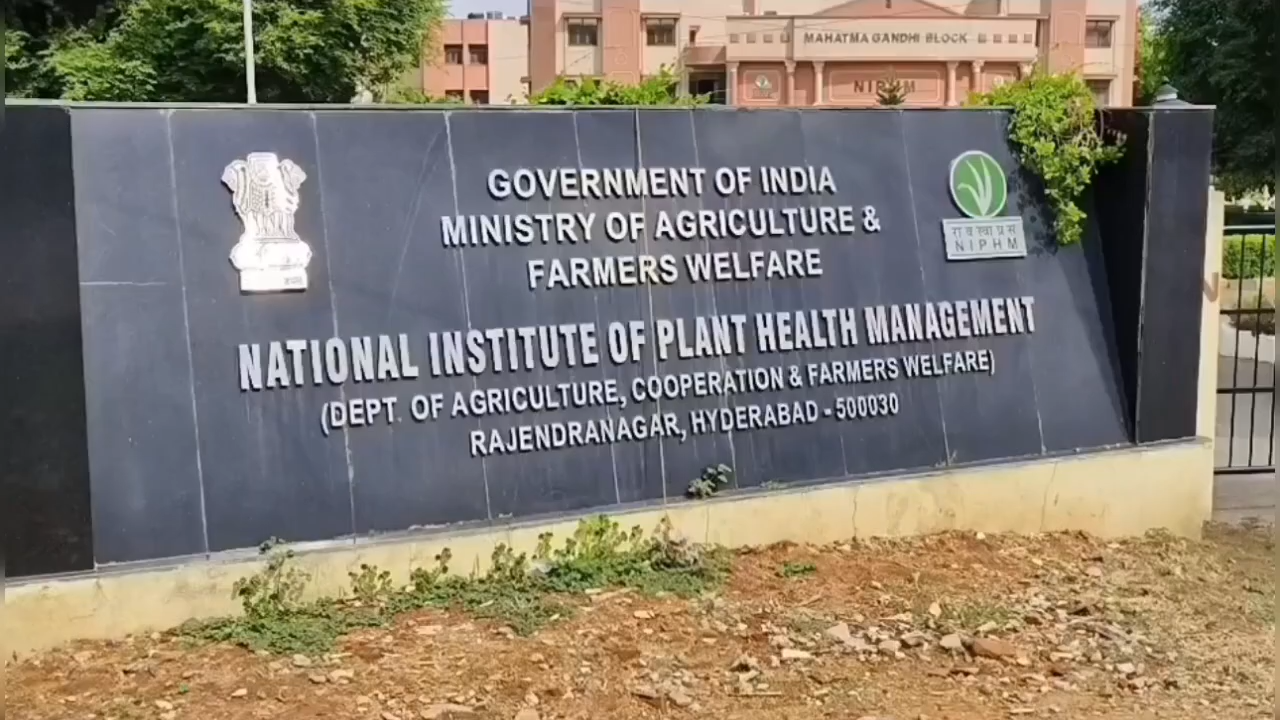 MAHATMA GANDHI BLOCK
NIPHM
GOVERNMENT OF INDIA
MINISTRY OF AGRICULTURE &
FARMERS WELFARE
रा व स्वा प्र सं
NIPHM
NATIONAL INSTITUTE OF PLANT HEALTH MANAGEMENT
(DEPT. OF AGRICULTURE, COOPERATION & FARMERS WELFARE)
RAJENDRANAGAR, HYDERABAD - 500030